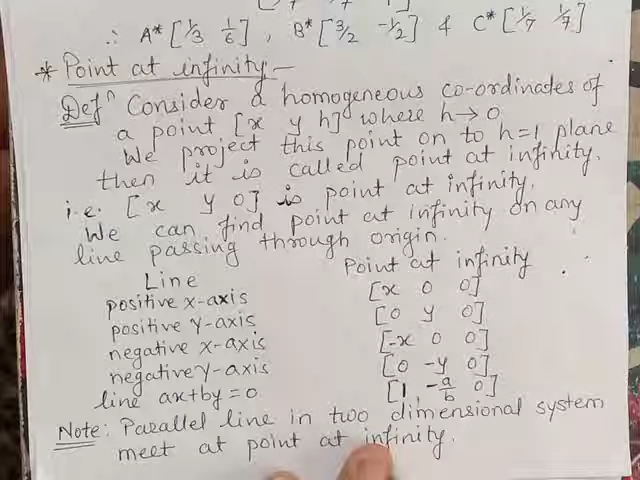 ∴ A* [1/3 1/6] , B* [3/2 -1/2] & C* [1/7 1/7]
* Point at infinity -
Defⁿ Consider a homogeneous co-ordinates of
a point [x y h] where h→0
We project this point on to h=1 plane
then it is called point at infinity.
i.e. [x y 0] is point at infinity.
We can find point at infinity on any
line passing through origin.
Line Point at infinity
positive x-axis [x 0 0]
positive Y-axis [0 y 0]
negative x-axis [-x 0 0]
negative Y-axis [0 -y 0]
line ax+by=0 [1, -a/b 0]
Note: Parallel line in two dimensional system
meet at point at infinity.